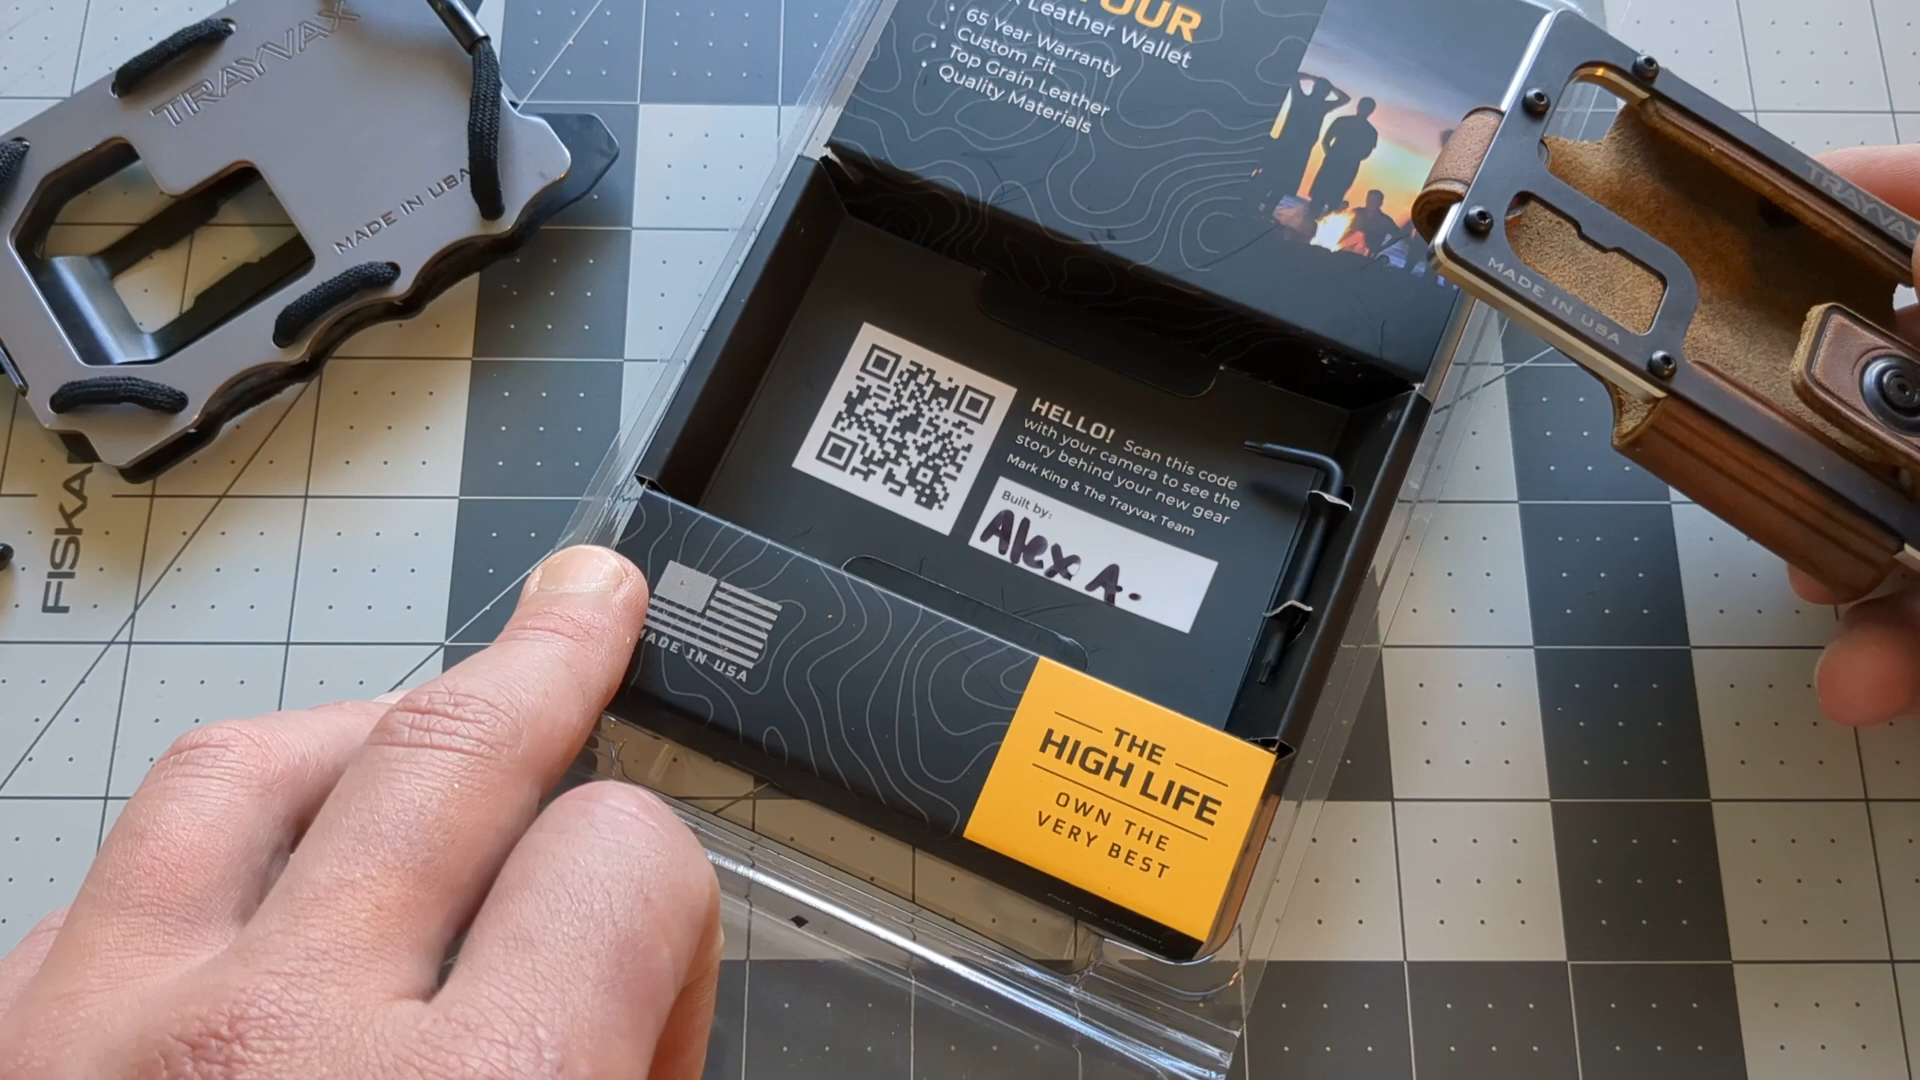 TRAYVAX
MADE IN USA
FISKA
OUR
Leather Wallet
• 65 Year Warranty
• Custom Fit
• Top Grain Leather
• Quality Materials
HELLO! Scan this code
with your camera to see the
story behind your new gear
Mark King & The Trayvax Team
Built by:
Alex A.
MADE IN USA
THE
HIGH LIFE
OWN THE
VERY BEST
TRAYVAX
MADE IN USA